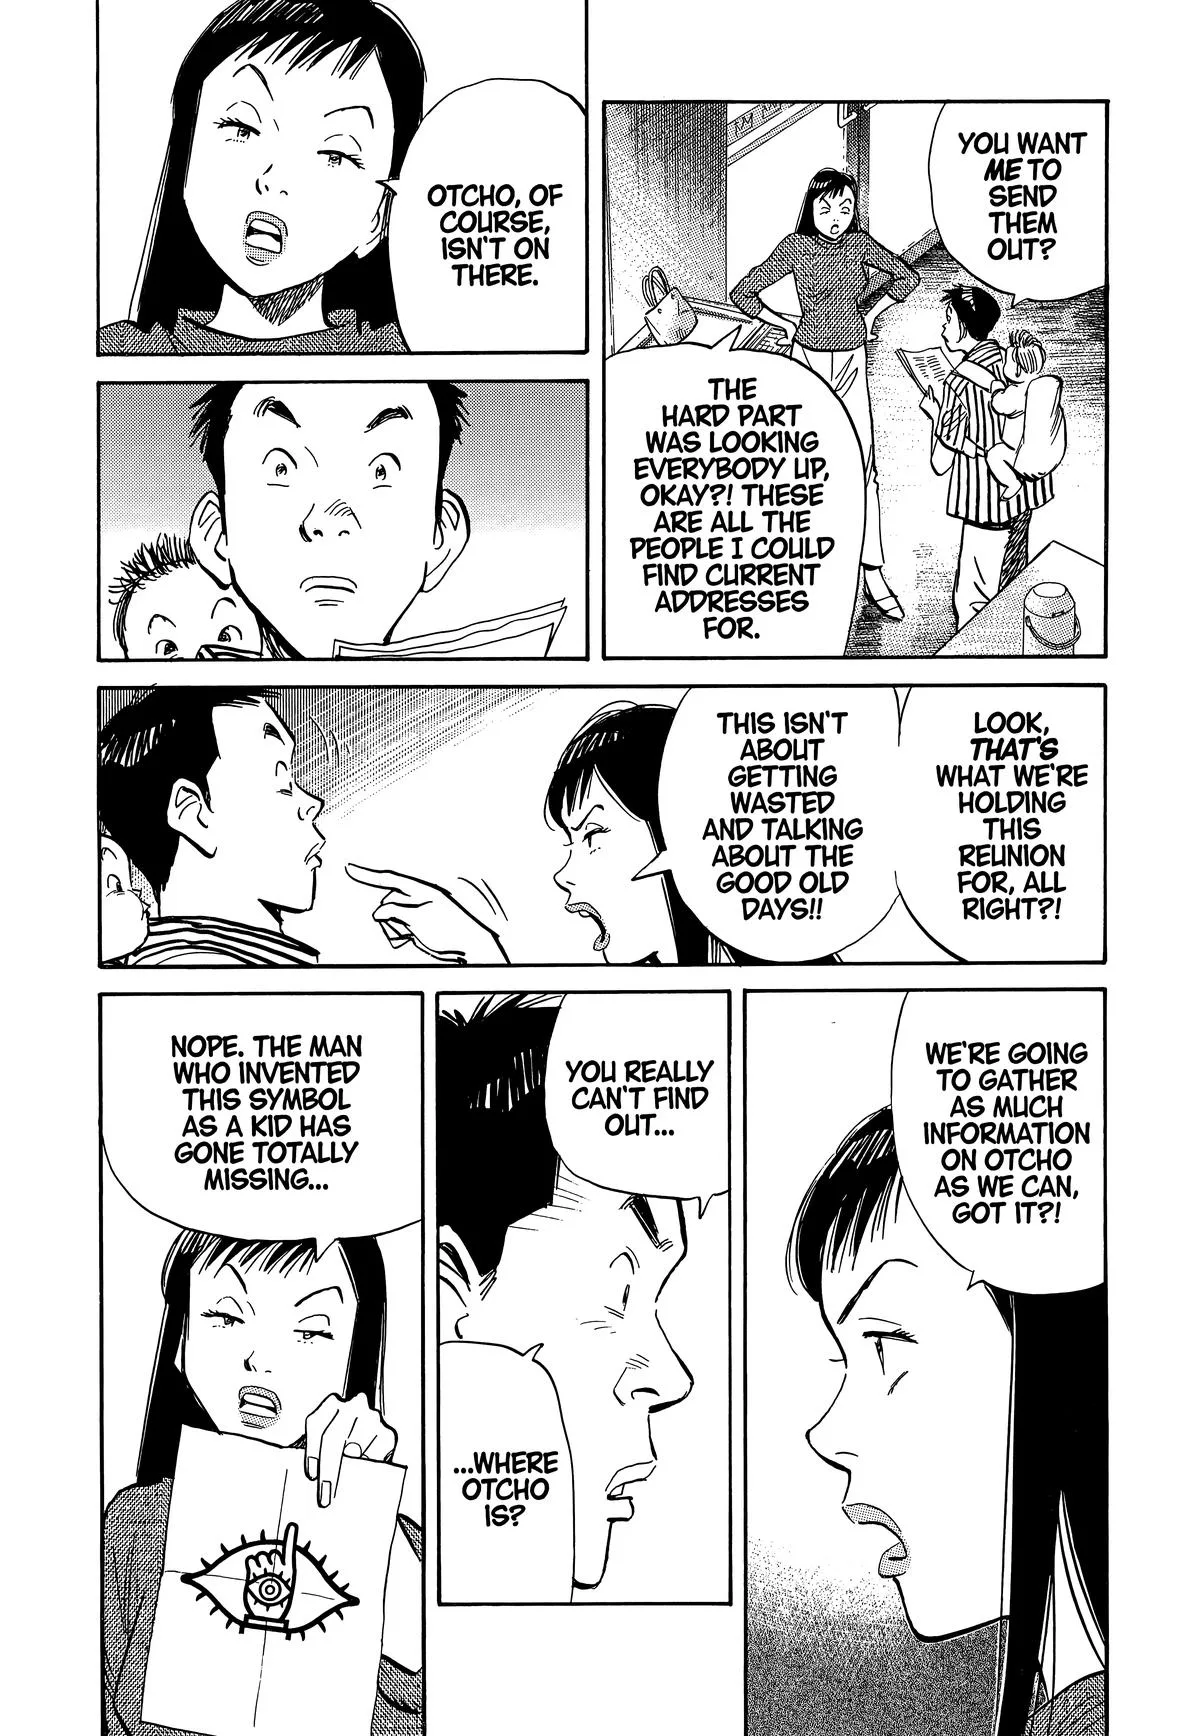 YOU WANT
ME TO
SEND
THEM
OUT?
THE
HARD PART
WAS LOOKING
EVERYBODY UP,
OKAY?! THESE
ARE ALL THE
PEOPLE I COULD
FIND CURRENT
ADDRESSES
FOR.
OTCHO, OF
COURSE,
ISN'T ON
THERE.
LOOK,
THAT'S
WHAT WE'RE
HOLDING
THIS
REUNION
FOR, ALL
RIGHT?!
THIS ISN'T
ABOUT
GETTING
WASTED
AND TALKING
ABOUT THE
GOOD OLD
DAYS!!
WE'RE GOING
TO GATHER
AS MUCH
INFORMATION
ON OTCHO
AS WE CAN,
GOT IT?!
YOU REALLY
CAN'T FIND
OUT...
...WHERE
OTCHO
IS?
NOPE. THE MAN
WHO INVENTED
THIS SYMBOL
AS A KID HAS
GONE TOTALLY
MISSING...